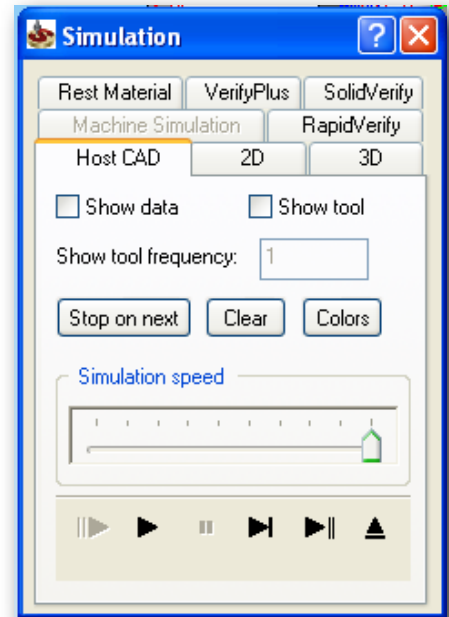 Simulation
Rest Material VerifyPlus SolidVerify
Machine Simulation RapidVerify
Host CAD 2D 3D
Show data Show tool
Show tool frequency: 1
Stop on next Clear Colors
Simulation speed